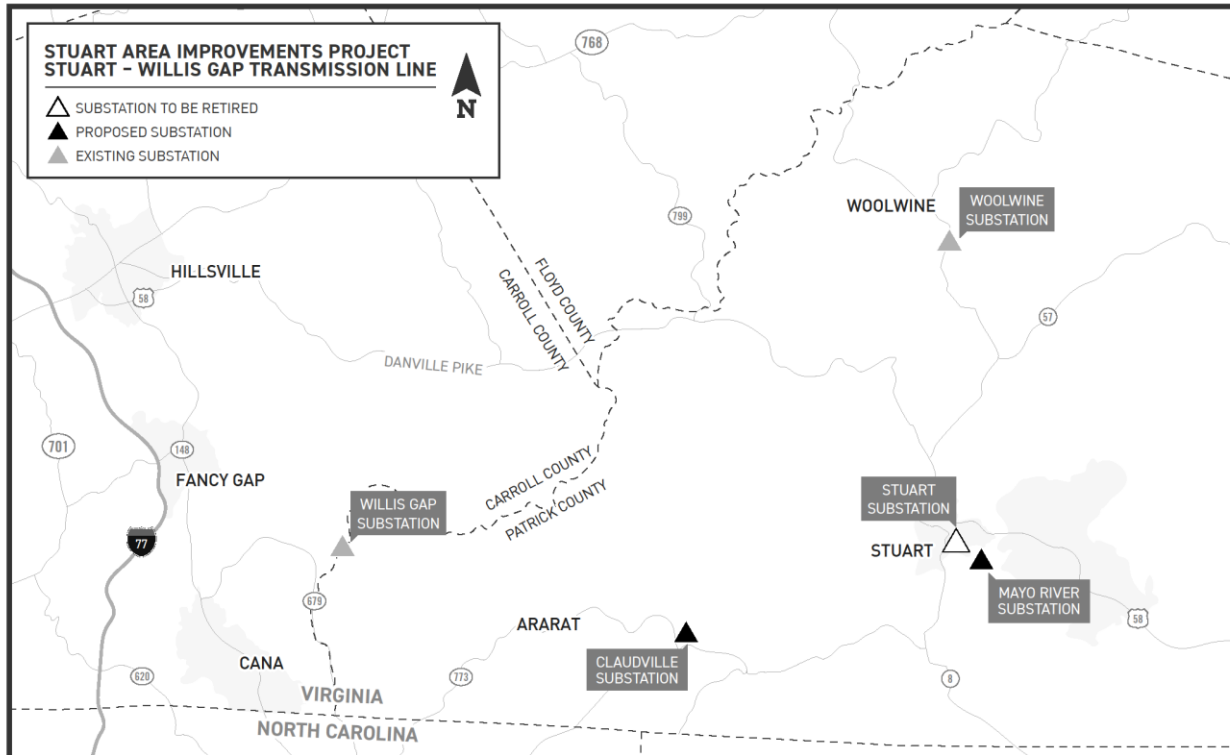 STUART AREA IMPROVEMENTS PROJECT
STUART – WILLIS GAP TRANSMISSION LINE
N
SUBSTATION TO BE RETIRED
PROPOSED SUBSTATION
EXISTING SUBSTATION
768
799
WOOLWINE
WOOLWINE
SUBSTATION
HILLSVILLE
58
FLOYD COUNTY
CARROLL COUNTY
57
DANVILLE PIKE
701
148
FANCY GAP
CARROLL COUNTY
PATRICK COUNTY
WILLIS GAP
SUBSTATION
STUART
SUBSTATION
77
STUART
MAYO RIVER
SUBSTATION
58
679
ARARAT
CLAUDVILLE
SUBSTATION
CANA
620
773
8
VIRGINIA
NORTH CAROLINA